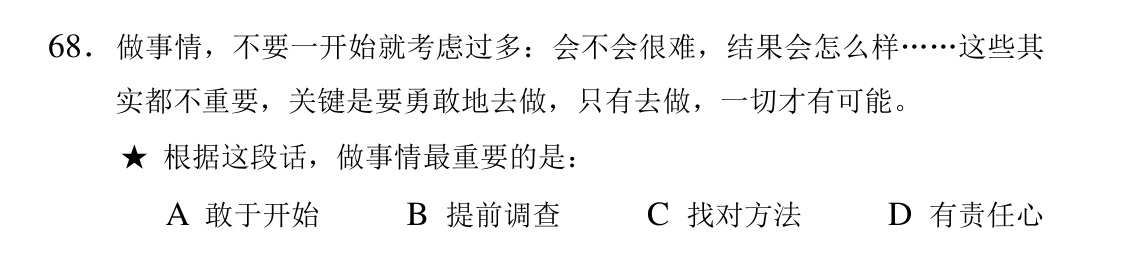 68． 做事情，不要一开始就考虑过多：会不会很难，结果会怎么样……这些其
实都不重要，关键是要勇敢地去做，只有去做，一切才有可能。
★ 根据这段话，做事情最重要的是：
A 敢于开始 B 提前调查 C 找对方法 D 有责任心